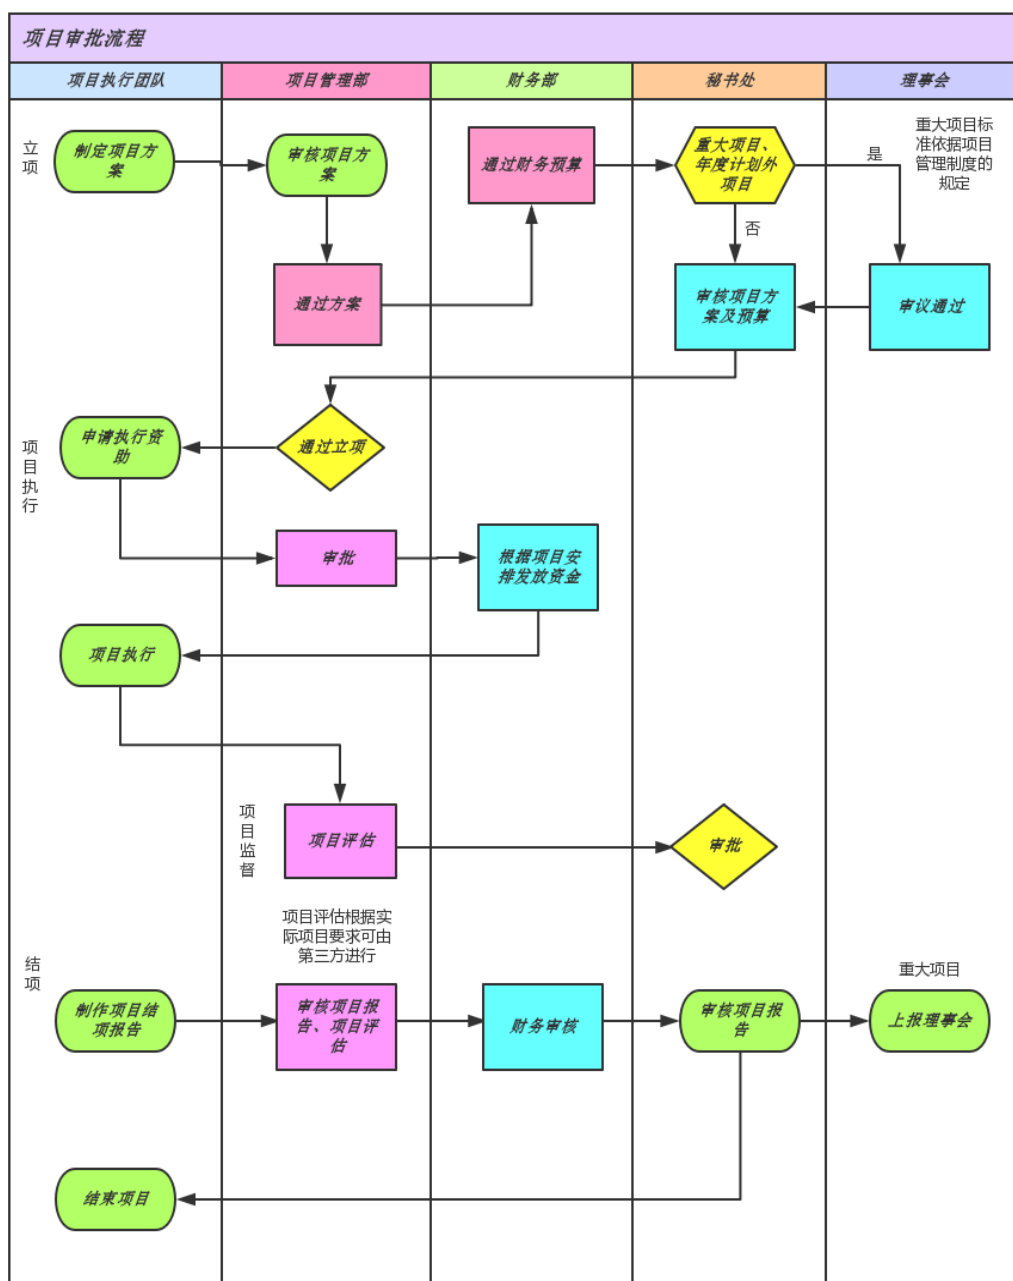 项目审批流程
项目执行团队
项目管理部
财务部
秘书处
理事会
立
项
制定项目方
案
审核项目方
案
通过财务预算
重大项目、
年度计划外
项目
是
重大项目标
准依据项目
管理制度的
规定
否
通过方案
审核项目方
案及预算
审议通过
项
目
执
行
申请执行资
助
通过立项
审批
根据项目安
排发放资金
项目执行
项
目
监
督
项目评估
审批
项目评估根据实
际项目要求可由
第三方进行
结
项
重大项目
制作项目结
项报告
审核项目报
告、项目评
估
财务审核
审核项目报
告
上报理事会
结束项目